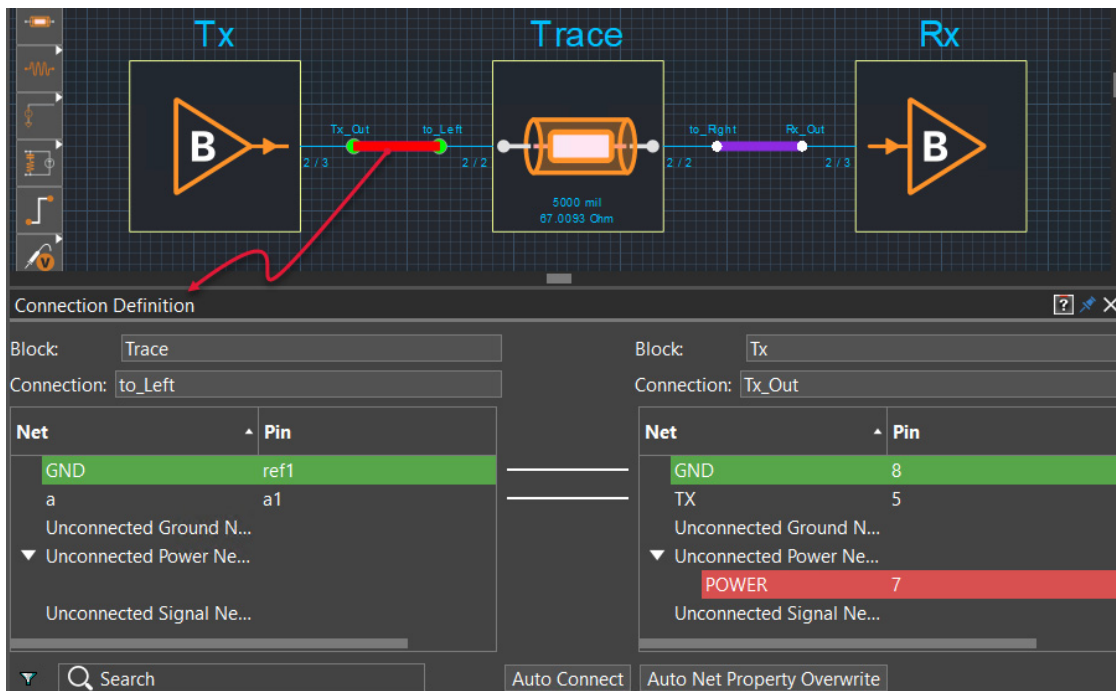 Tx
Trace
Rx
B
B
V
Tx_Out
to_Left
to_Right
Rx_Out
2 / 3
2 / 2
2 / 2
2 / 3
5000 mil
67.0093 Ohm
Connection Definition
?
Block: Trace
Block: Tx
Connection: to_Left
Connection: Tx_Out
Net Pin
Net Pin
GND ref1
GND 8
a a1
TX 5
Unconnected Ground N...
Unconnected Ground N...
Unconnected Power Ne...
Unconnected Power Ne...
POWER 7
Unconnected Signal Ne...
Unconnected Signal Ne...
Search
Auto Connect
Auto Net Property Overwrite